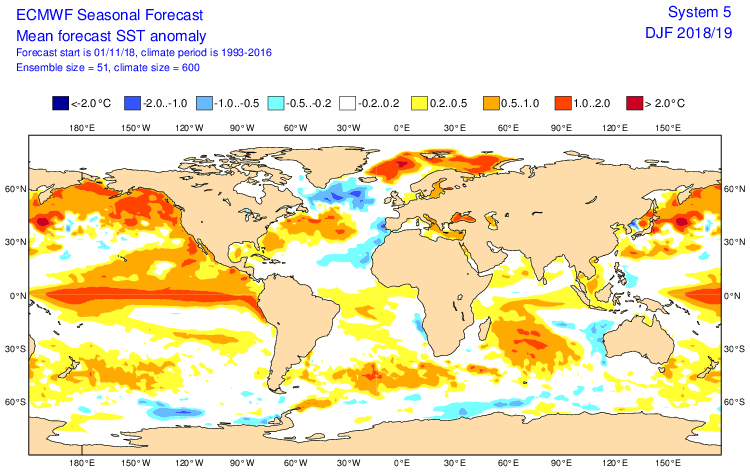 ECMWF Seasonal Forecast
System 5
Mean forecast SST anomaly
DJF 2018/19
Forecast start is 01/11/18, climate period is 1993-2016
Ensemble size = 51, climate size = 600
<-2.0°C -2.0..-1.0 -1.0..-0.5 -0.5..-0.2 -0.2..0.2 0.2..0.5 0.5..1.0 1.0..2.0 > 2.0°C
180°E 150°W 120°W 90°W 60°W 30°W 0°E 30°E 60°E 90°E 120°E 150°E
60°N 60°N
30°N 30°N
0°N 0°N
30°S 30°S
60°S 60°S
180°E 150°W 120°W 90°W 60°W 30°W 0°E 30°E 60°E 90°E 120°E 150°E